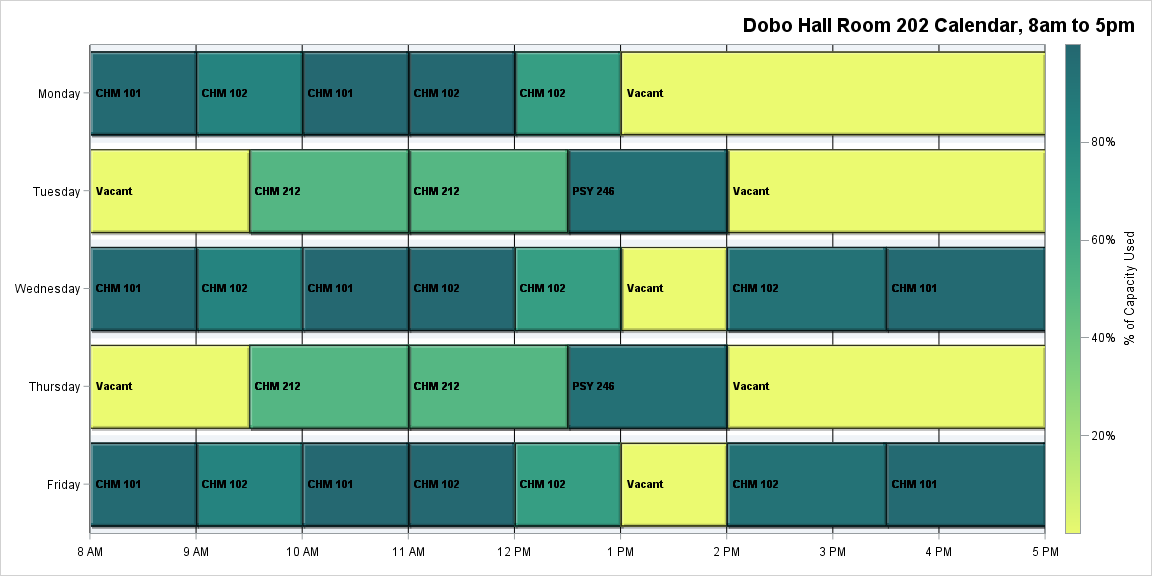 Dobo Hall Room 202 Calendar, 8am to 5pm
Monday
CHM 101
CHM 102
CHM 101
CHM 102
CHM 102
Vacant
Tuesday
Vacant
CHM 212
CHM 212
PSY 246
Vacant
Wednesday
CHM 101
CHM 102
CHM 101
CHM 102
CHM 102
Vacant
CHM 102
CHM 101
Thursday
Vacant
CHM 212
CHM 212
PSY 246
Vacant
Friday
CHM 101
CHM 102
CHM 101
CHM 102
CHM 102
Vacant
CHM 102
CHM 101
8 AM
9 AM
10 AM
11 AM
12 PM
1 PM
2 PM
3 PM
4 PM
5 PM
80%
60%
40%
20%
% of Capacity Used